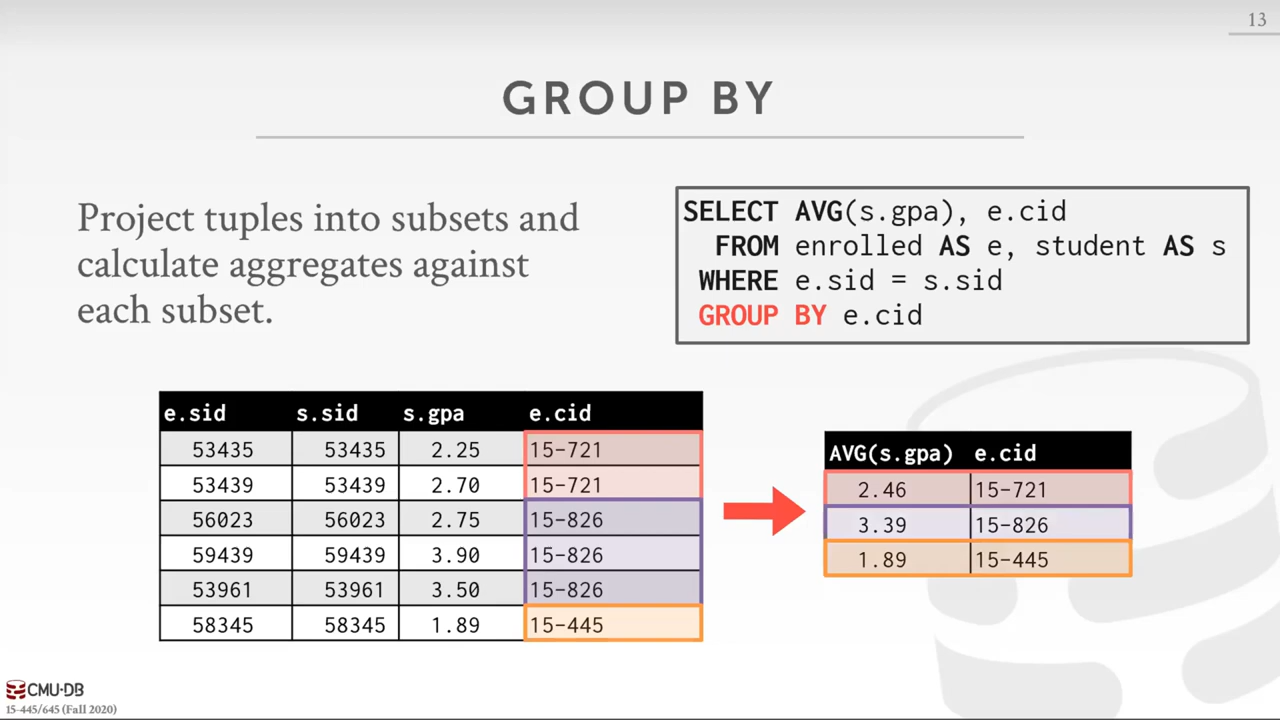 13
GROUP BY
Project tuples into subsets and
calculate aggregates against
each subset.
SELECT AVG(s.gpa), e.cid
FROM enrolled AS e, student AS s
WHERE e.sid = s.sid
GROUP BY e.cid
e.sid s.sid s.gpa e.cid
53435 53435 2.25 15-721
53439 53439 2.70 15-721
56023 56023 2.75 15-826
59439 59439 3.90 15-826
53961 53961 3.50 15-826
58345 58345 1.89 15-445
AVG(s.gpa) e.cid
2.46 15-721
3.39 15-826
1.89 15-445
CMU·DB
15-445/645 (Fall 2020)